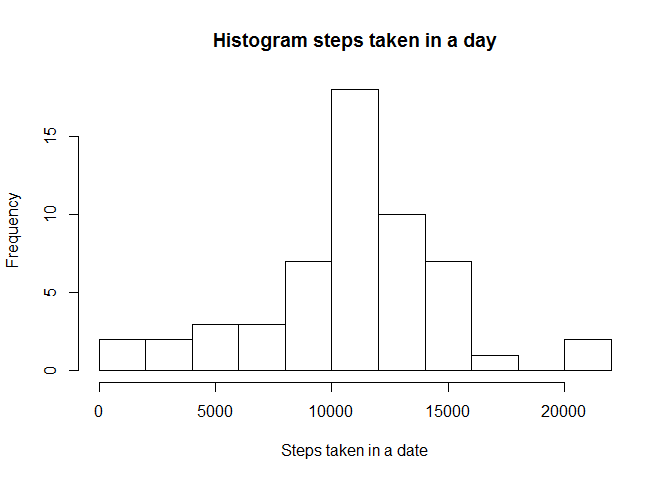 Histogram steps taken in a day
Frequency
15
10
5
0
0 5000 10000 15000 20000
Steps taken in a date